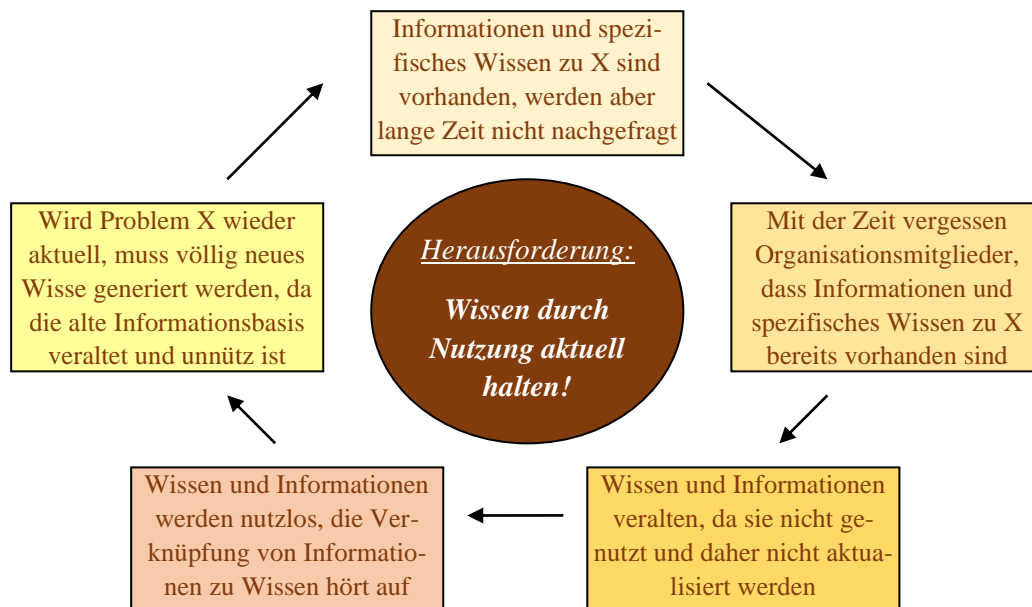 Informationen und spezi-
fisches Wissen zu X sind
vorhanden, werden aber
lange Zeit nicht nachgefragt
Mit der Zeit vergessen
Organisationsmitglieder,
dass Informationen und
spezifisches Wissen zu X
bereits vorhanden sind
Wissen und Informationen
veralten, da sie nicht ge-
nutzt und daher nicht aktua-
lisiert werden
Wissen und Informationen
werden nutzlos, die Ver-
knüpfung von Informatio-
nen zu Wissen hört auf
Wird Problem X wieder
aktuell, muss völlig neues
Wisse generiert werden, da
die alte Informationsbasis
veraltet und unnütz ist
Herausforderung:
Wissen durch
Nutzung aktuell
halten!